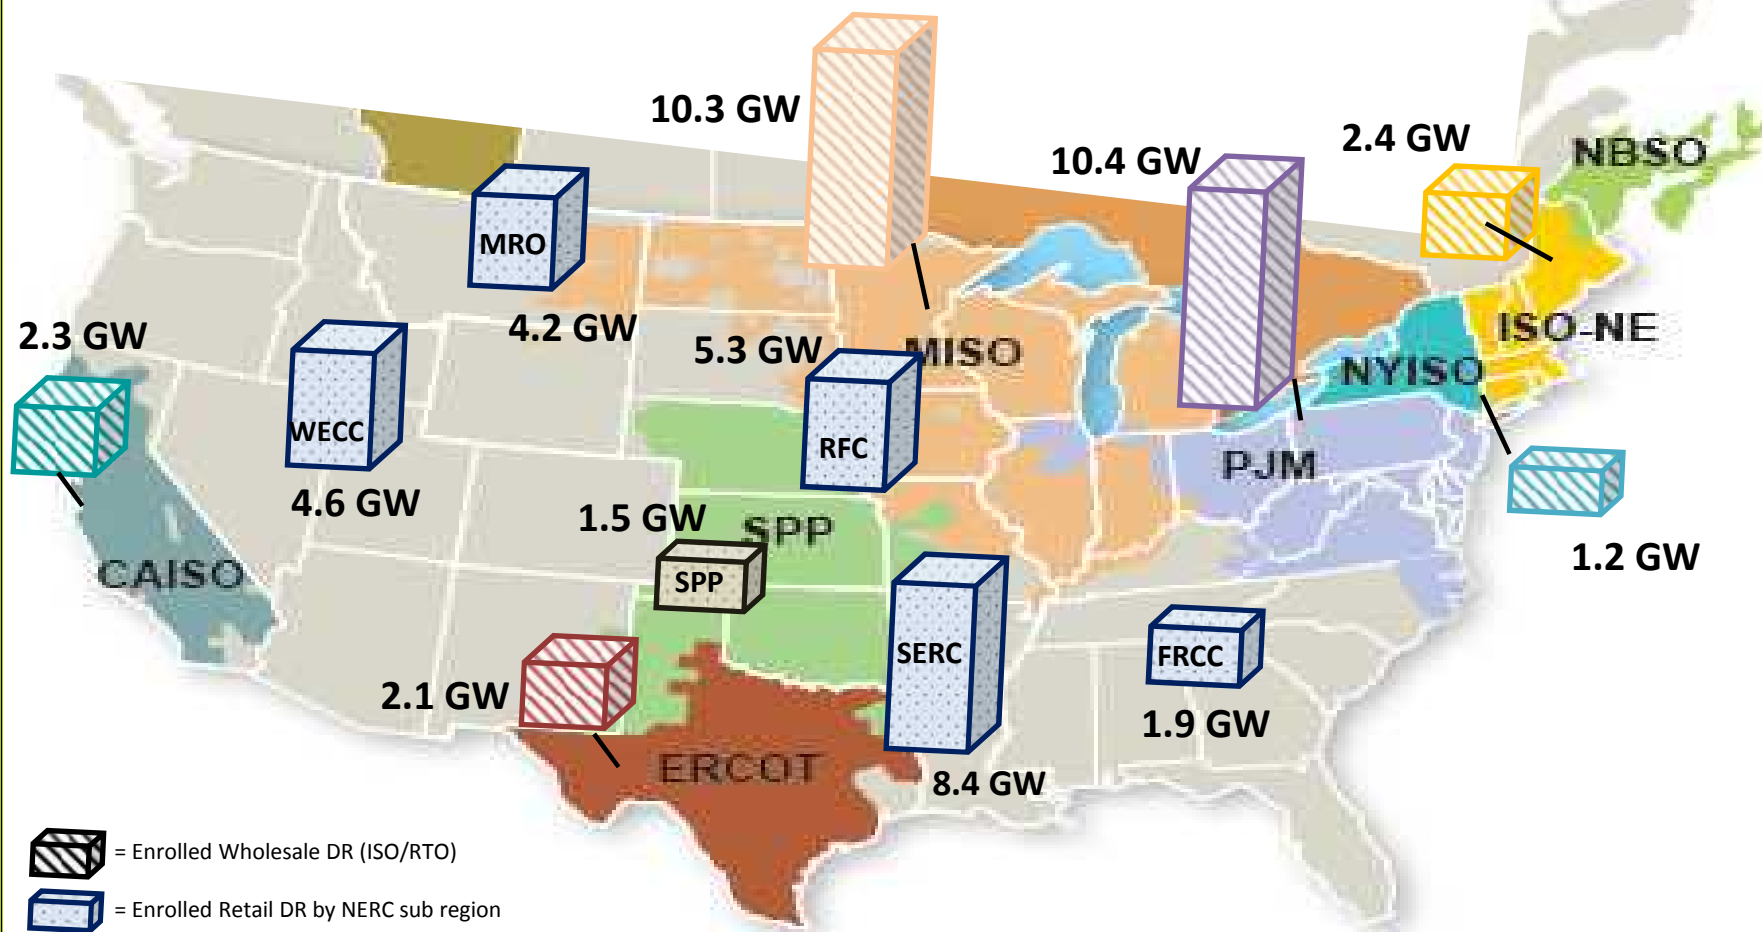 10.3 GW
10.4 GW
2.4 GW
NBSO
MRO
4.2 GW
2.3 GW
5.3 GW
MISO
NYISO
ISO-NE
WECC
RFC
PJM
4.6 GW
1.5 GW
SPP
SPP
CAISO
1.2 GW
SERC
FRCC
2.1 GW
1.9 GW
ERCOT
8.4 GW
= Enrolled Wholesale DR (ISO/RTO)
= Enrolled Retail DR by NERC sub region